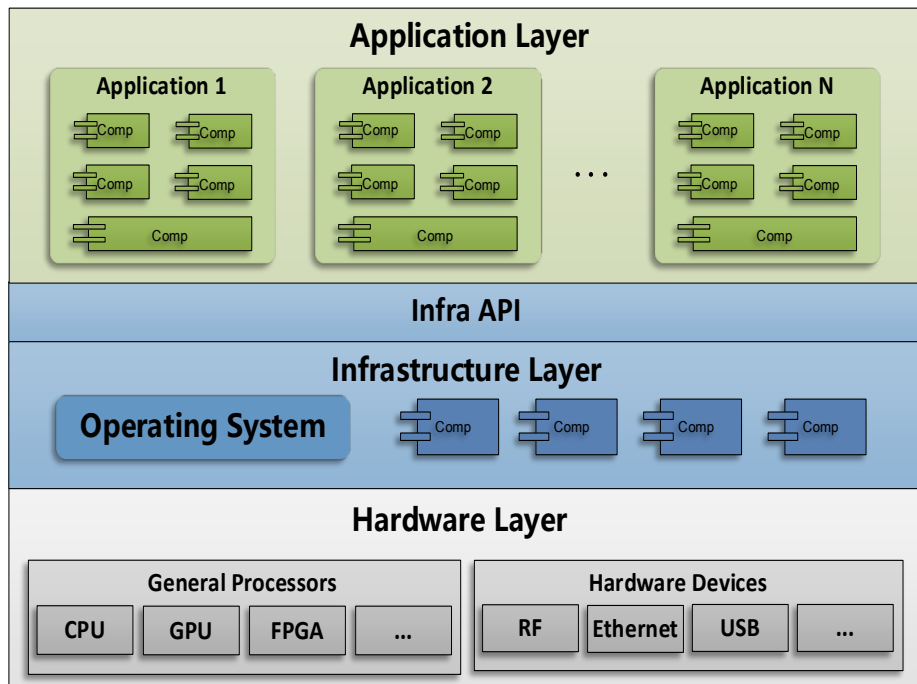 Application Layer
Application 1 Application 2 Application N
Comp Comp Comp Comp Comp Comp
Comp Comp Comp Comp ... Comp Comp
Comp Comp Comp
Infra API
Infrastructure Layer
Operating System Comp Comp Comp Comp
Hardware Layer
General Processors Hardware Devices
CPU GPU FPGA ... RF Ethernet USB ...